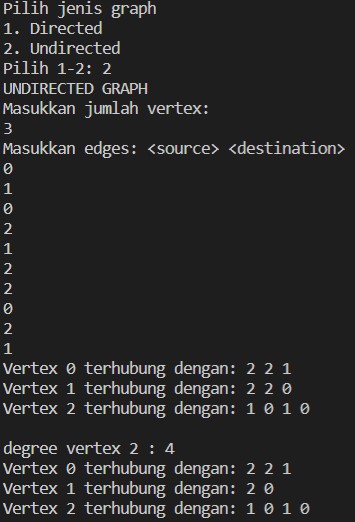 Pilih jenis graph
1. Directed
2. Undirected
Pilih 1-2: 2
UNDIRECTED GRAPH
Masukkan jumlah vertex:
3
Masukkan edges: <source> <destination>
0
1
0
2
1
2
2
0
2
1
Vertex 0 terhubung dengan: 2 2 1
Vertex 1 terhubung dengan: 2 2 0
Vertex 2 terhubung dengan: 1 0 1 0
degree vertex 2 : 4
Vertex 0 terhubung dengan: 2 2 1
Vertex 1 terhubung dengan: 2 0
Vertex 2 terhubung dengan: 1 0 1 0